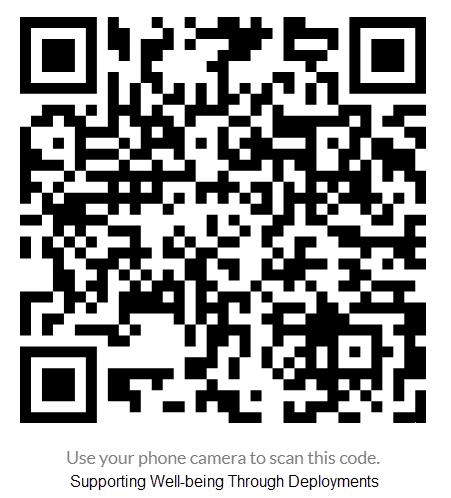 Use your phone camera to scan this code.
Supporting Well-being Through Deployments